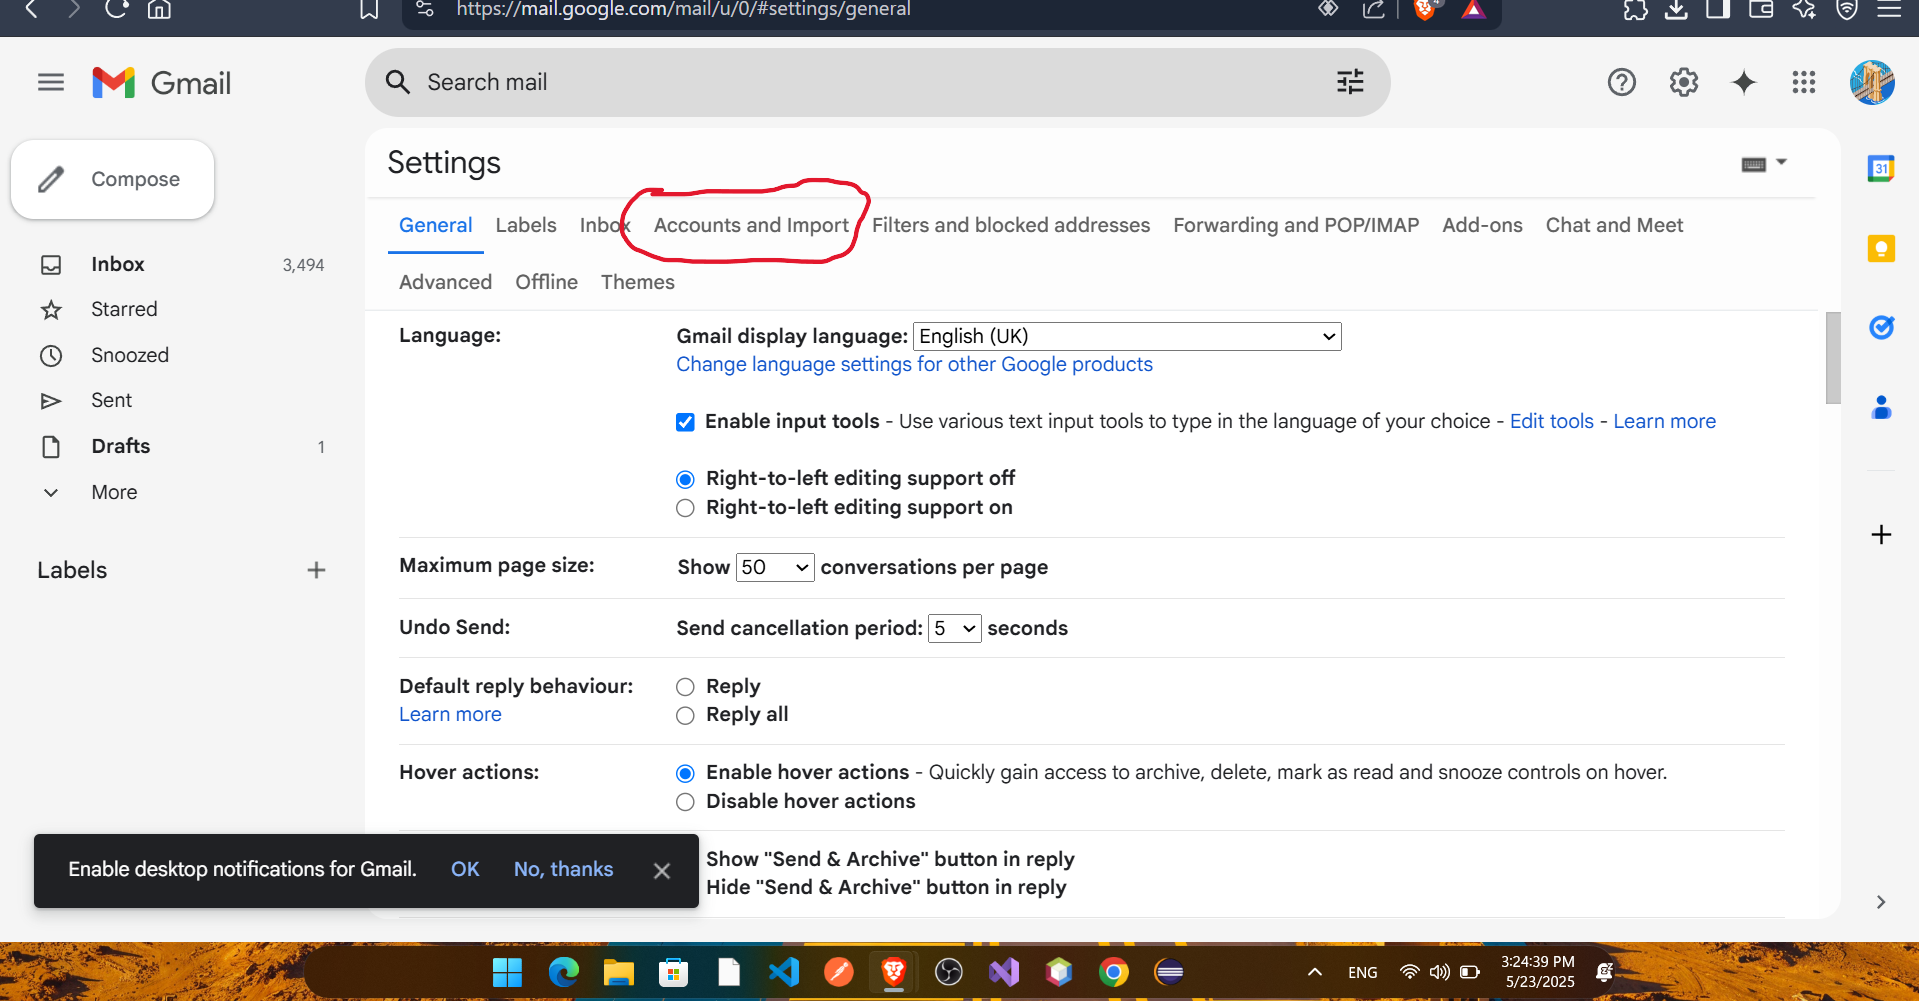 https://mail.google.com/mail/u/0/#settings/general
4
Gmail
Search mail
Compose
Settings
General Labels Inbox Accounts and Import Filters and blocked addresses Forwarding and POP/IMAP Add-ons Chat and Meet
Advanced Offline Themes
Inbox 3,494
Starred
Snoozed
Sent
Drafts 1
More
Labels
31
Language:
Gmail display language: English (UK)
Change language settings for other Google products
Enable input tools - Use various text input tools to type in the language of your choice - Edit tools - Learn more
Right-to-left editing support off
Right-to-left editing support on
Maximum page size: Show 50 conversations per page
Undo Send: Send cancellation period: 5 seconds
Default reply behaviour: Reply
Learn more Reply all
Hover actions: Enable hover actions - Quickly gain access to archive, delete, mark as read and snooze controls on hover.
Disable hover actions
Show "Send & Archive" button in reply
Hide "Send & Archive" button in reply
Enable desktop notifications for Gmail. OK No, thanks
ENG
3:24:39 PM
5/23/2025